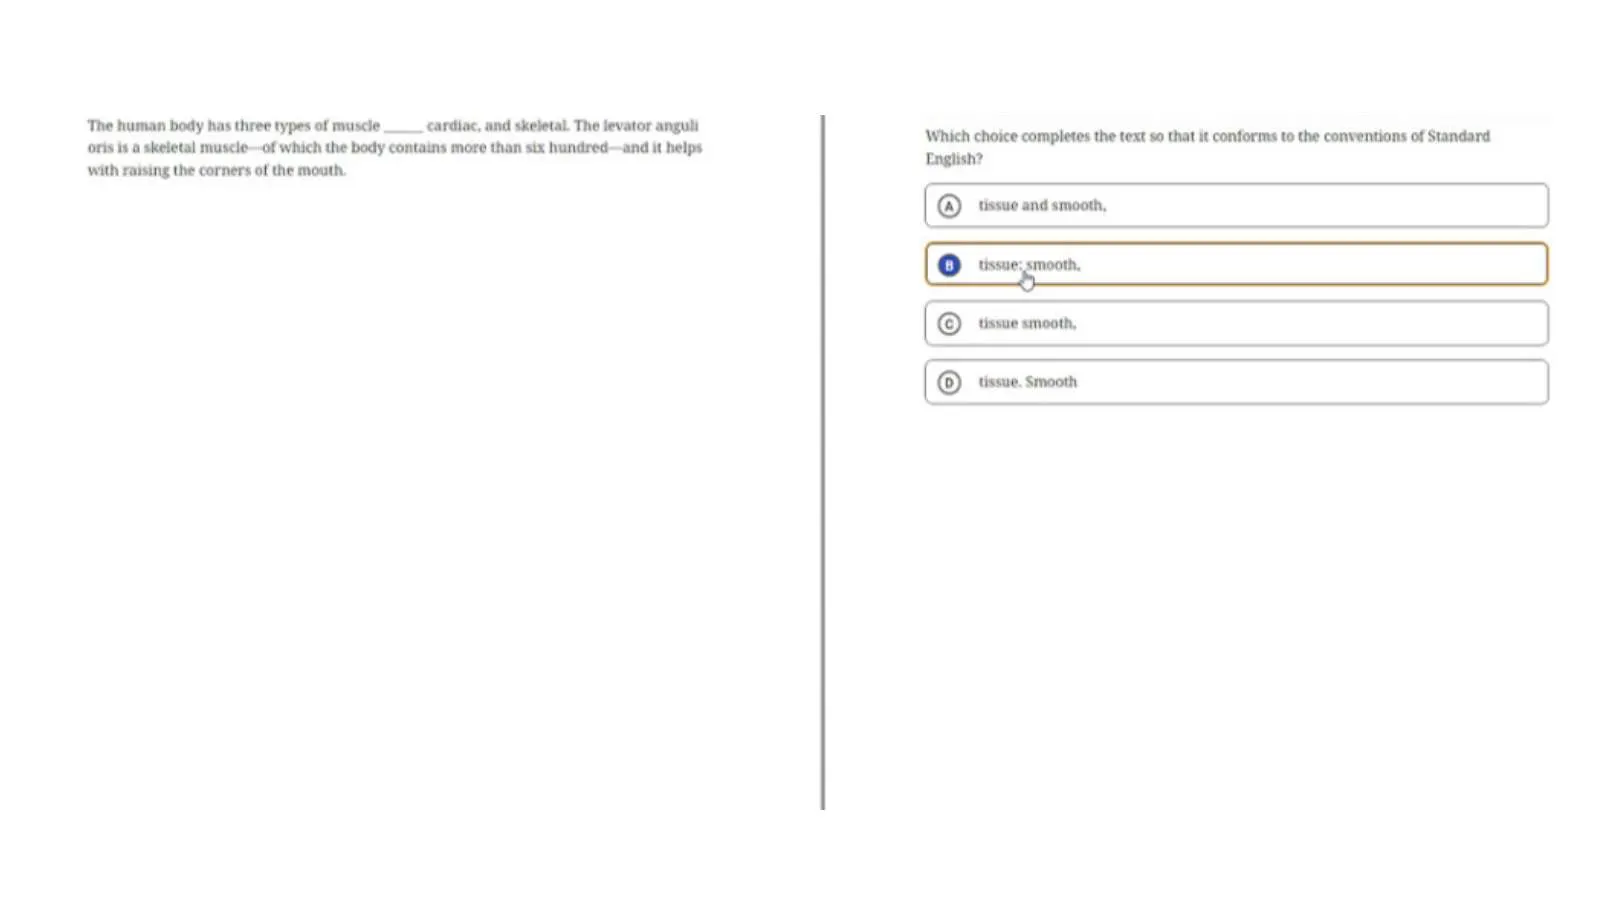 The human body has three types of muscle _____ cardiac, and skeletal. The levator anguli
oris is a skeletal muscle—of which the body contains more than six hundred—and it helps
with raising the corners of the mouth.
Which choice completes the text so that it conforms to the conventions of Standard
English?
A tissue and smooth,
B tissue: smooth,
C tissue smooth,
D tissue. Smooth